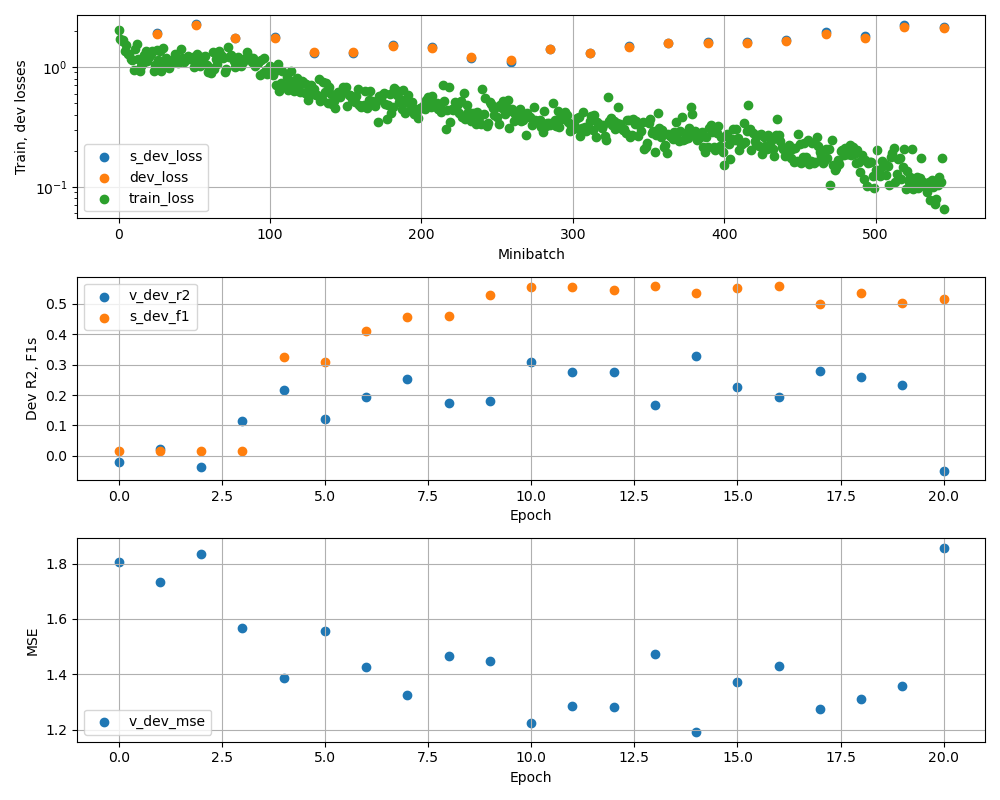 Train, dev losses
10⁰
10⁻¹
s_dev_loss
dev_loss
train_loss
0 100 200 300 400 500
Minibatch
Dev R2, F1s
0.5
0.4
0.3
0.2
0.1
0.0
v_dev_r2
s_dev_f1
0.0 2.5 5.0 7.5 10.0 12.5 15.0 17.5 20.0
Epoch
MSE
1.8
1.6
1.4
1.2
v_dev_mse
0.0 2.5 5.0 7.5 10.0 12.5 15.0 17.5 20.0
Epoch